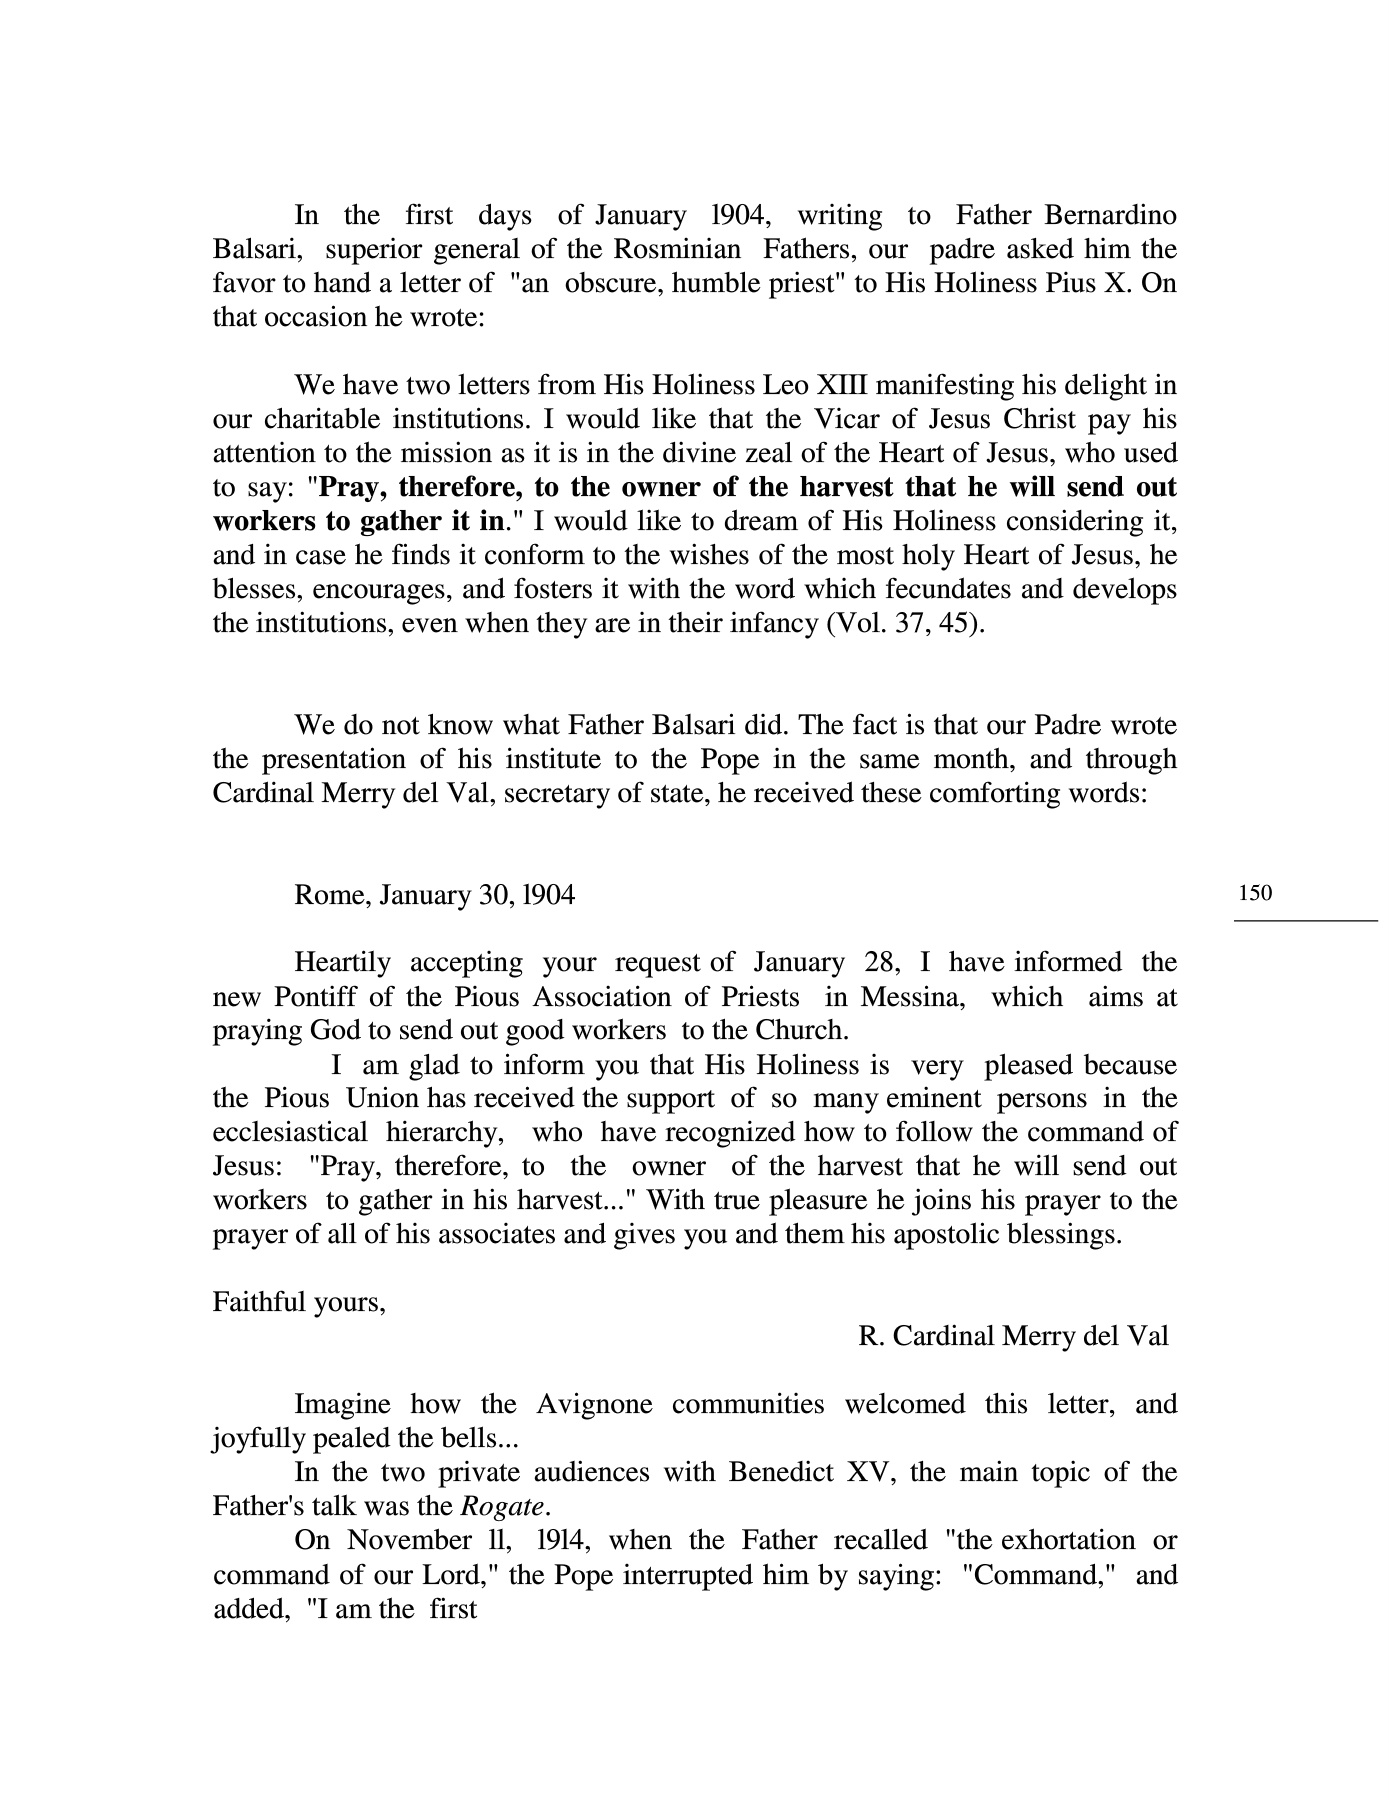 In the first days of January 1904, writing to Father Bernardino
Balsari, superior general of the Rosminian Fathers, our padre asked him the
favor to hand a letter of "an obscure, humble priest" to His Holiness Pius X. On
that occasion he wrote:
We have two letters from His Holiness Leo XIII manifesting his delight in
our charitable institutions. I would like that the Vicar of Jesus Christ pay his
attention to the mission as it is in the divine zeal of the Heart of Jesus, who used
to say: "Pray, therefore, to the owner of the harvest that he will send out
workers to gather it in." I would like to dream of His Holiness considering it,
and in case he finds it conform to the wishes of the most holy Heart of Jesus, he
blesses, encourages, and fosters it with the word which fecundates and develops
the institutions, even when they are in their infancy (Vol. 37, 45).
We do not know what Father Balsari did. The fact is that our Padre wrote
the presentation of his institute to the Pope in the same month, and through
Cardinal Merry del Val, secretary of state, he received these comforting words:
Rome, January 30, 1904
150
Heartily accepting your request of January 28, I have informed the
new Pontiff of the Pious Association of Priests in Messina, which aims at
praying God to send out good workers to the Church.
I am glad to inform you that His Holiness is very pleased because
the Pious Union has received the support of so many eminent persons in the
ecclesiastical hierarchy, who have recognized how to follow the command of
Jesus: "Pray, therefore, to the owner of the harvest that he will send out
workers to gather in his harvest..." With true pleasure he joins his prayer to the
prayer of all of his associates and gives you and them his apostolic blessings.
Faithful yours,
R. Cardinal Merry del Val
Imagine how the Avignone communities welcomed this letter, and
joyfully pealed the bells...
In the two private audiences with Benedict XV, the main topic of the
Father's talk was the Rogate.
On November 11, 1914, when the Father recalled "the exhortation or
command of our Lord," the Pope interrupted him by saying: "Command," and
added, "I am the first